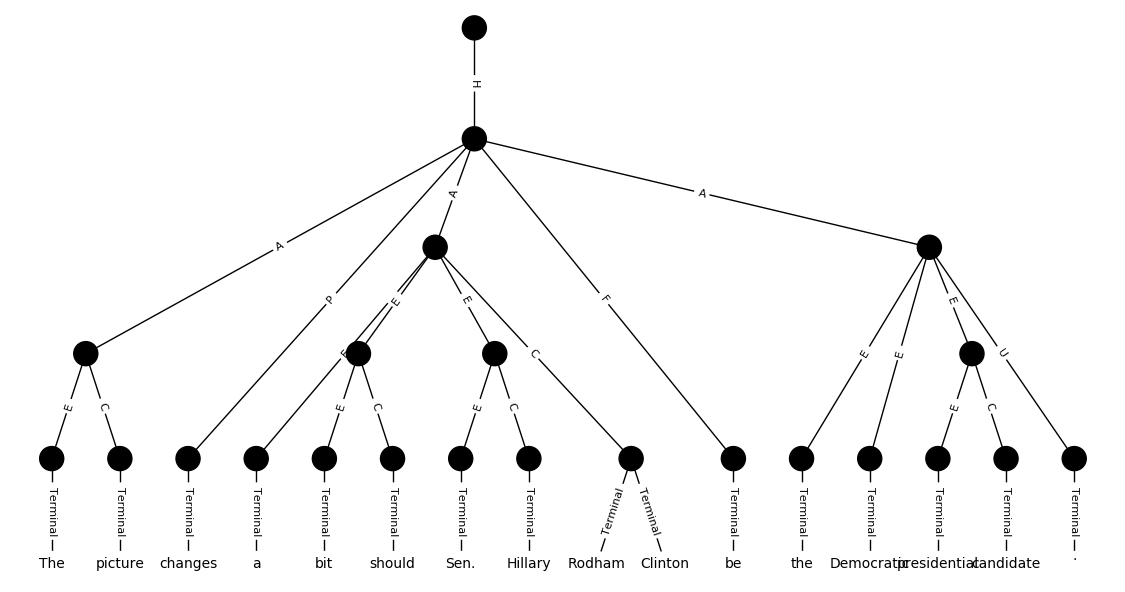 H
A
A
A
P
F
E
E
E
C
E
E
E
U
E
C
E
C
E
C
E
C
Terminal Terminal Terminal Terminal Terminal Terminal Terminal Terminal Terminal Terminal Terminal Terminal Terminal Terminal Terminal Terminal
The picture changes a bit should Sen. Hillary Rodham Clinton be the Democratic presidential candidate .